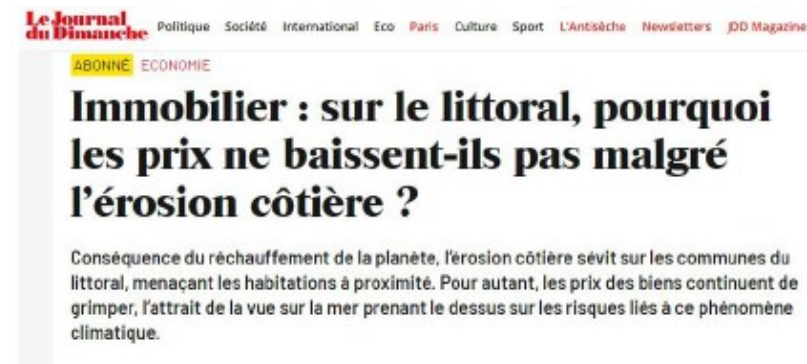 Le Journal
du Dimanche
Politique Société International Eco Paris Culture Sport L'Antisèche Newsletters JDD Magazine
ABONNÉ ECONOMIE
Immobilier : sur le littoral, pourquoi
les prix ne baissent-ils pas malgré
l'érosion côtière ?
Conséquence du réchauffement de la planète, l'érosion côtière sévit sur les communes du
littoral, menaçant les habitations à proximité. Pour autant, les prix des biens continuent de
grimper, l'attrait de la vue sur la mer prenant le dessus sur les risques liés à ce phénomène
climatique.